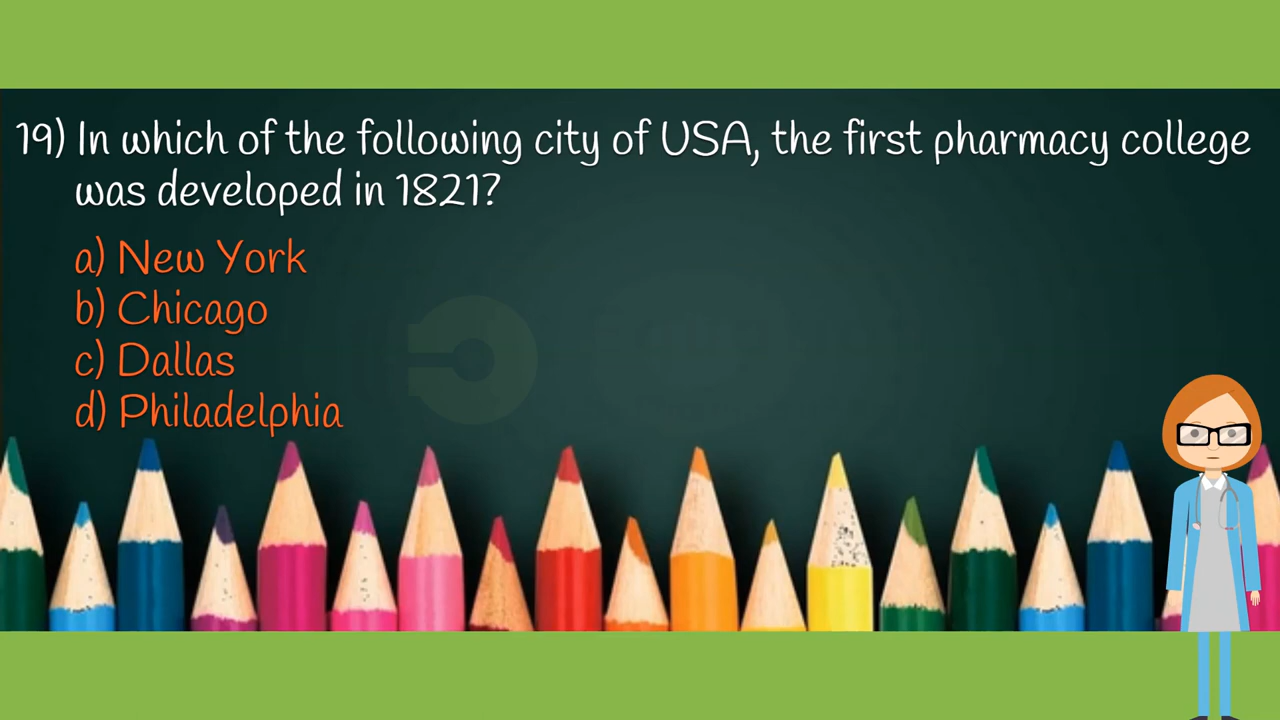 19) In which of the following city of USA, the first pharmacy college
was developed in 1821?
a) New York
b) Chicago
c) Dallas
d) Philadelphia